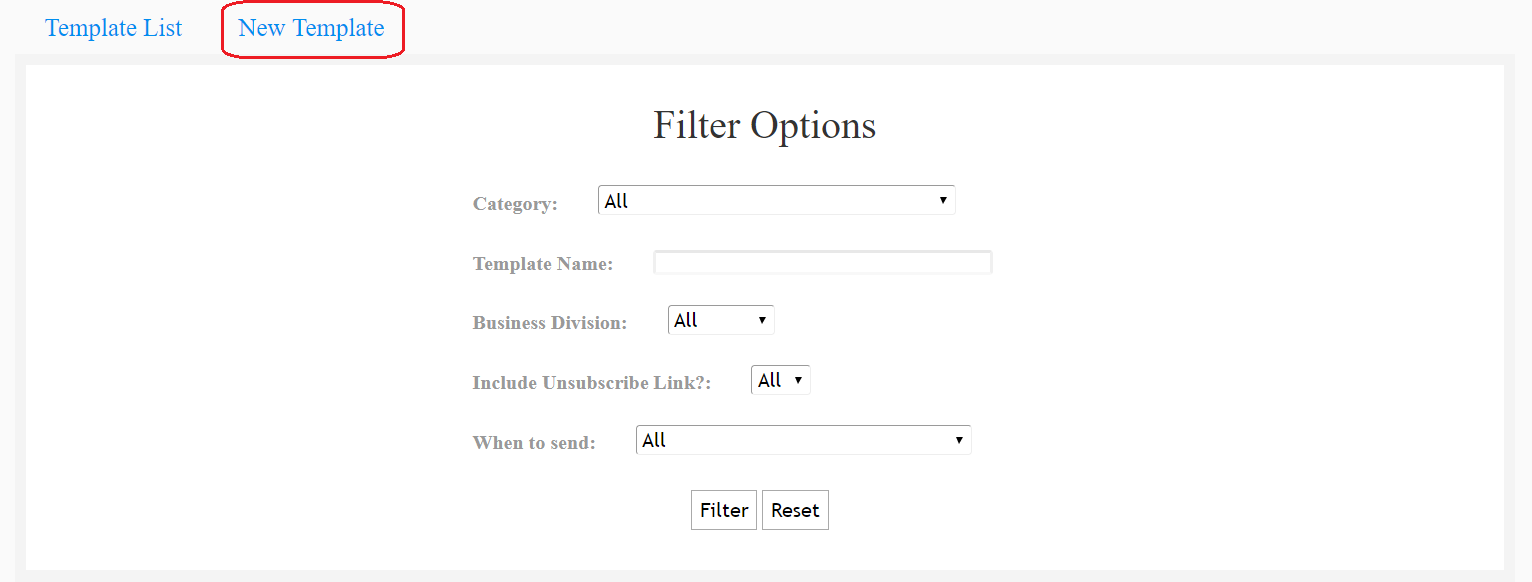 Template List New Template
Filter Options
Category: All
Template Name:
Business Division: All
Include Unsubscribe Link?: All
When to send: All
Filter Reset